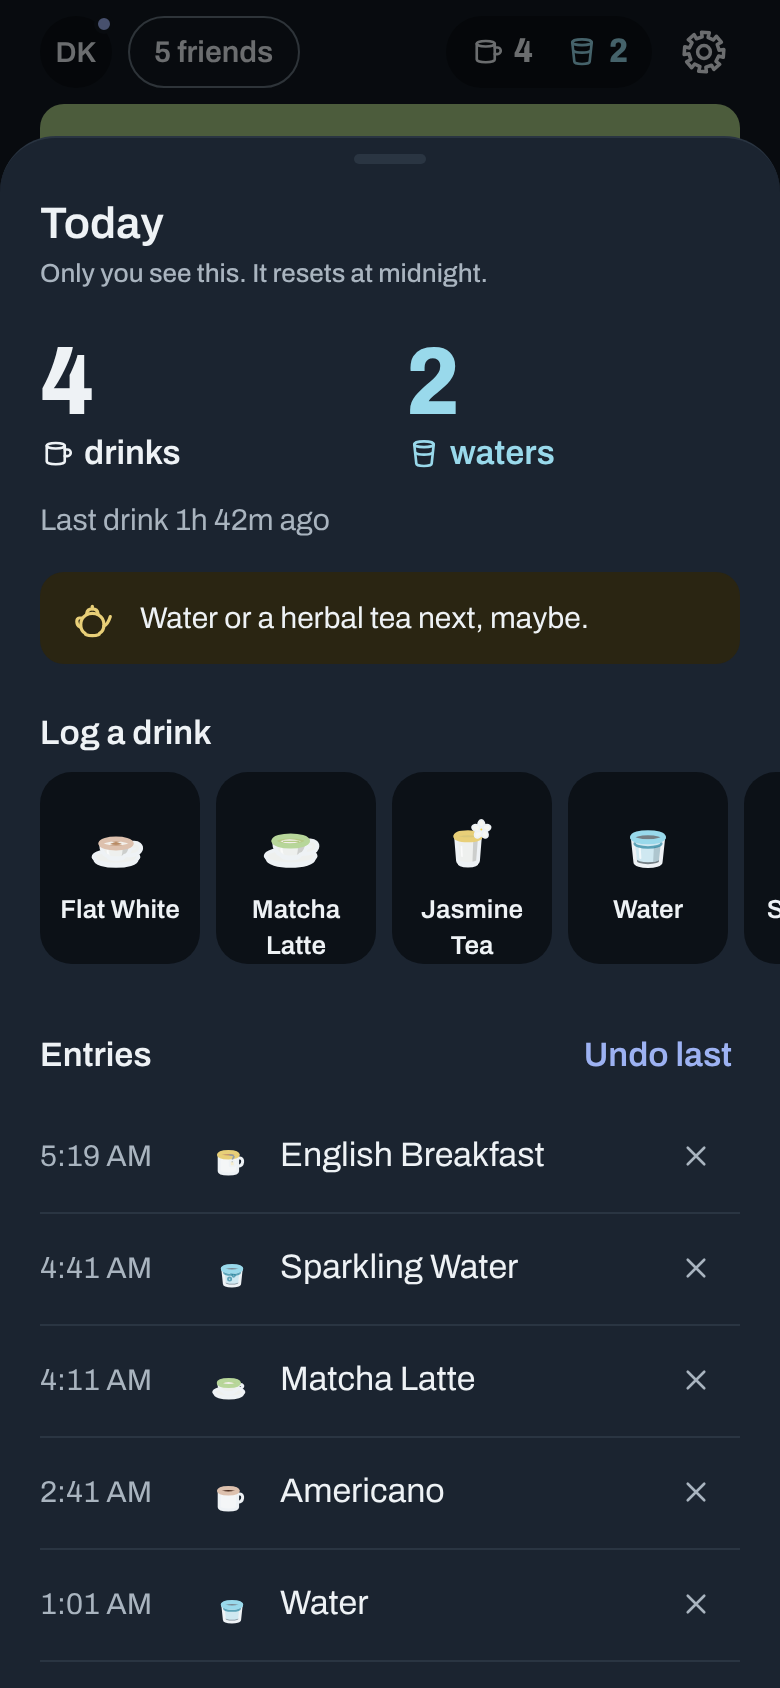 DK
5 friends
4
2
Today
Only you see this. It resets at midnight.
4
2
drinks
waters
Last drink 1h 42m ago
Water or a herbal tea next, maybe.
Log a drink
Flat White
Matcha
Latte
Jasmine
Tea
Water
S
Entries
Undo last
5:19 AM English Breakfast
4:41 AM Sparkling Water
4:11 AM Matcha Latte
2:41 AM Americano
1:01 AM Water